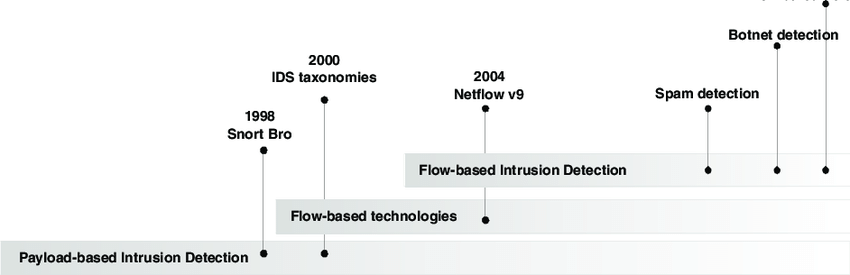 Botnet detection
2000
IDS taxonomies
2004
Netflow v9
Spam detection
1998
Snort Bro
Flow-based Intrusion Detection
Flow-based technologies
Payload-based Intrusion Detection